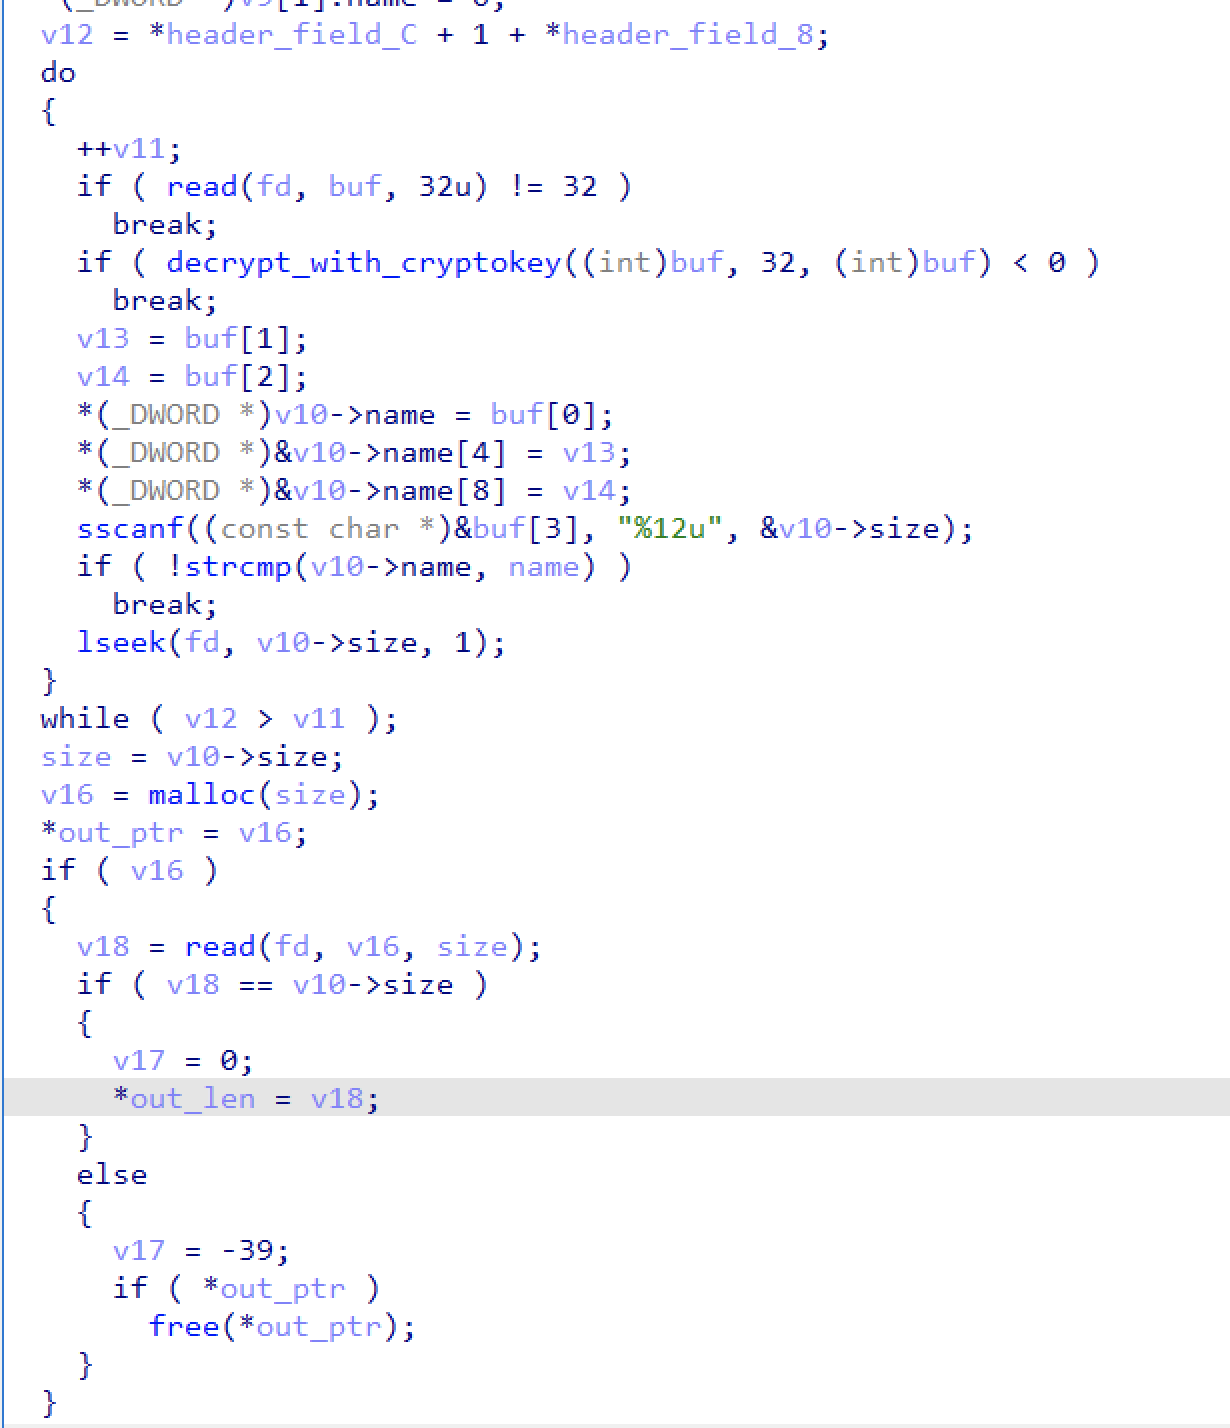 v12 = *header_field_C + 1 + *header_field_8;
do
{
++v11;
if ( read(fd, buf, 32u) != 32 )
break;
if ( decrypt_with_cryptokey((int)buf, 32, (int)buf) < 0 )
break;
v13 = buf[1];
v14 = buf[2];
*(_DWORD *)v10->name = buf[0];
*(_DWORD *)&v10->name[4] = v13;
*(_DWORD *)&v10->name[8] = v14;
sscanf((const char *)&buf[3], "%12u", &v10->size);
if ( !strcmp(v10->name, name) )
break;
lseek(fd, v10->size, 1);
}
while ( v12 > v11 );
size = v10->size;
v16 = malloc(size);
*out_ptr = v16;
if ( v16 )
{
v18 = read(fd, v16, size);
if ( v18 == v10->size )
{
v17 = 0;
*out_len = v18;
}
else
{
v17 = -39;
if ( *out_ptr )
free(*out_ptr);
}
}